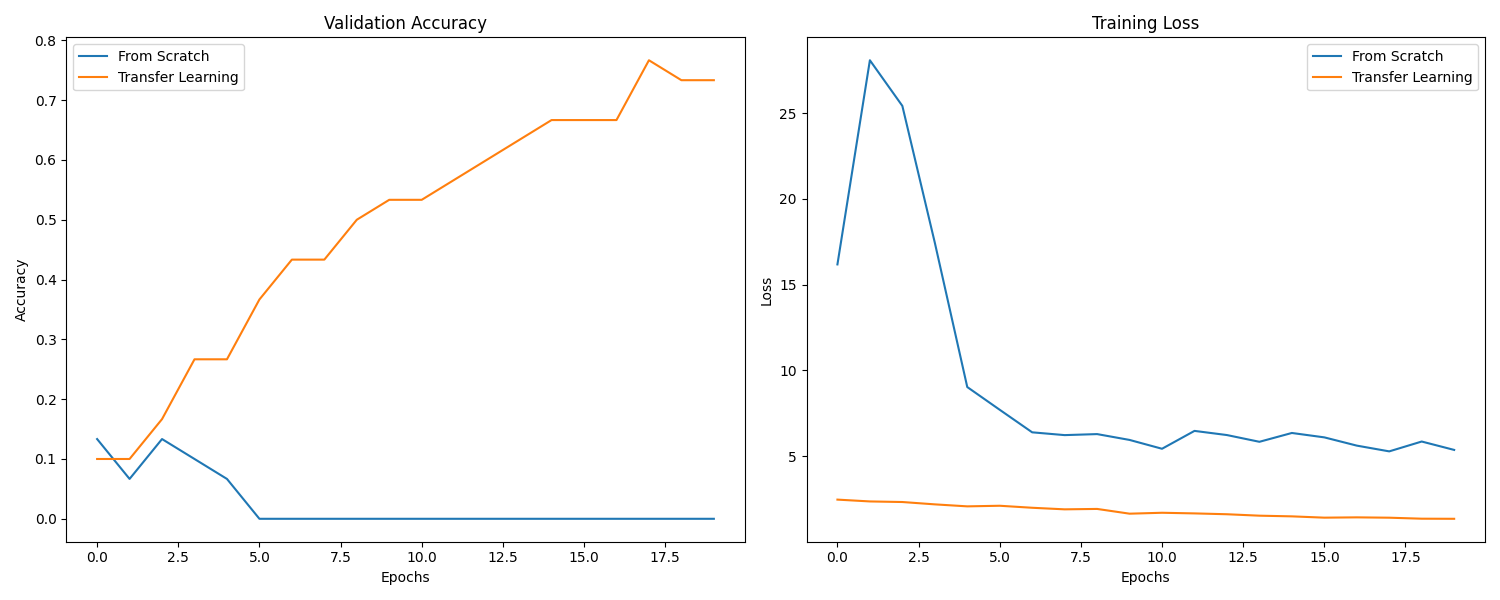 Validation Accuracy
From Scratch
Transfer Learning
0.8
0.7
0.6
0.5
0.4
0.3
0.2
0.1
0.0
Accuracy
0.0 2.5 5.0 7.5 10.0 12.5 15.0 17.5
Epochs
Training Loss
From Scratch
Transfer Learning
25
20
15
10
5
Loss
0.0 2.5 5.0 7.5 10.0 12.5 15.0 17.5
Epochs